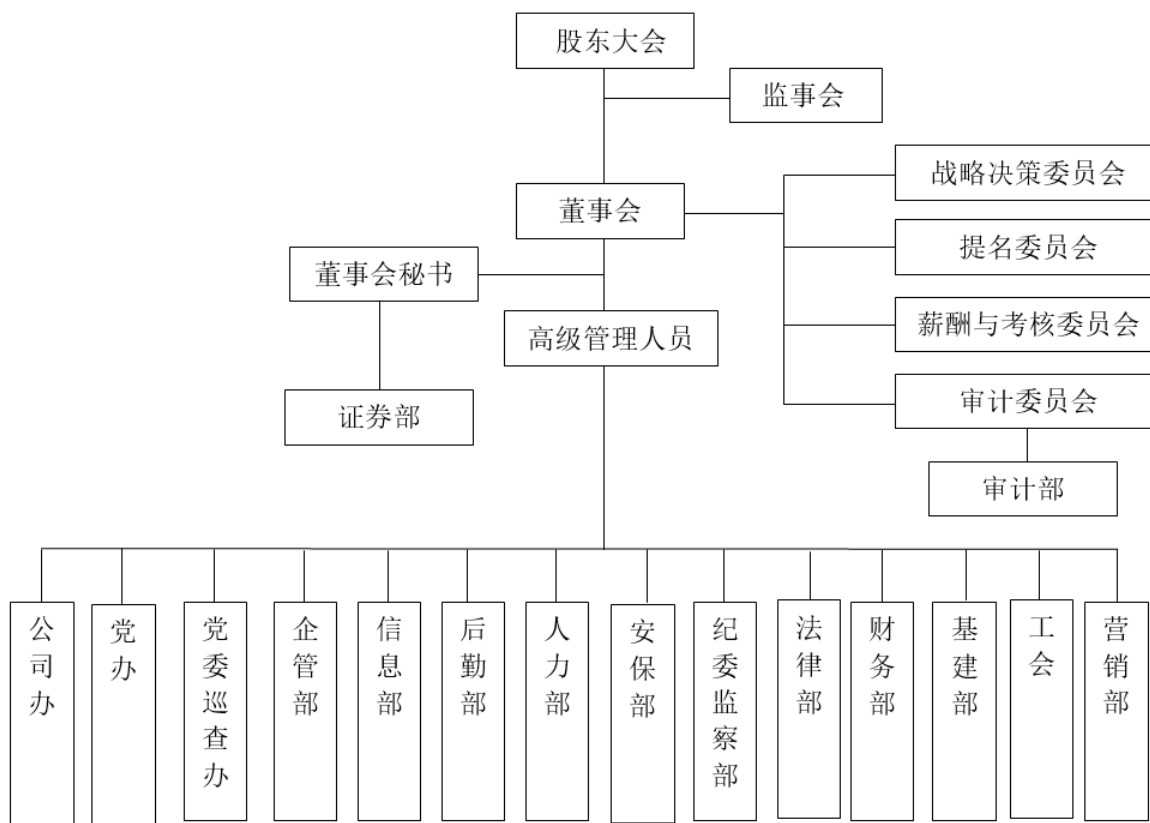 股东大会
监事会
战略决策委员会
董事会
提名委员会
董事会秘书
薪酬与考核委员会
高级管理人员
审计委员会
证券部
审计部
公司办
党办
党委巡查办
企管部
信息部
后勤部
人力部
安保部
纪委监察部
法律部
财务部
基建部
工会
营销部